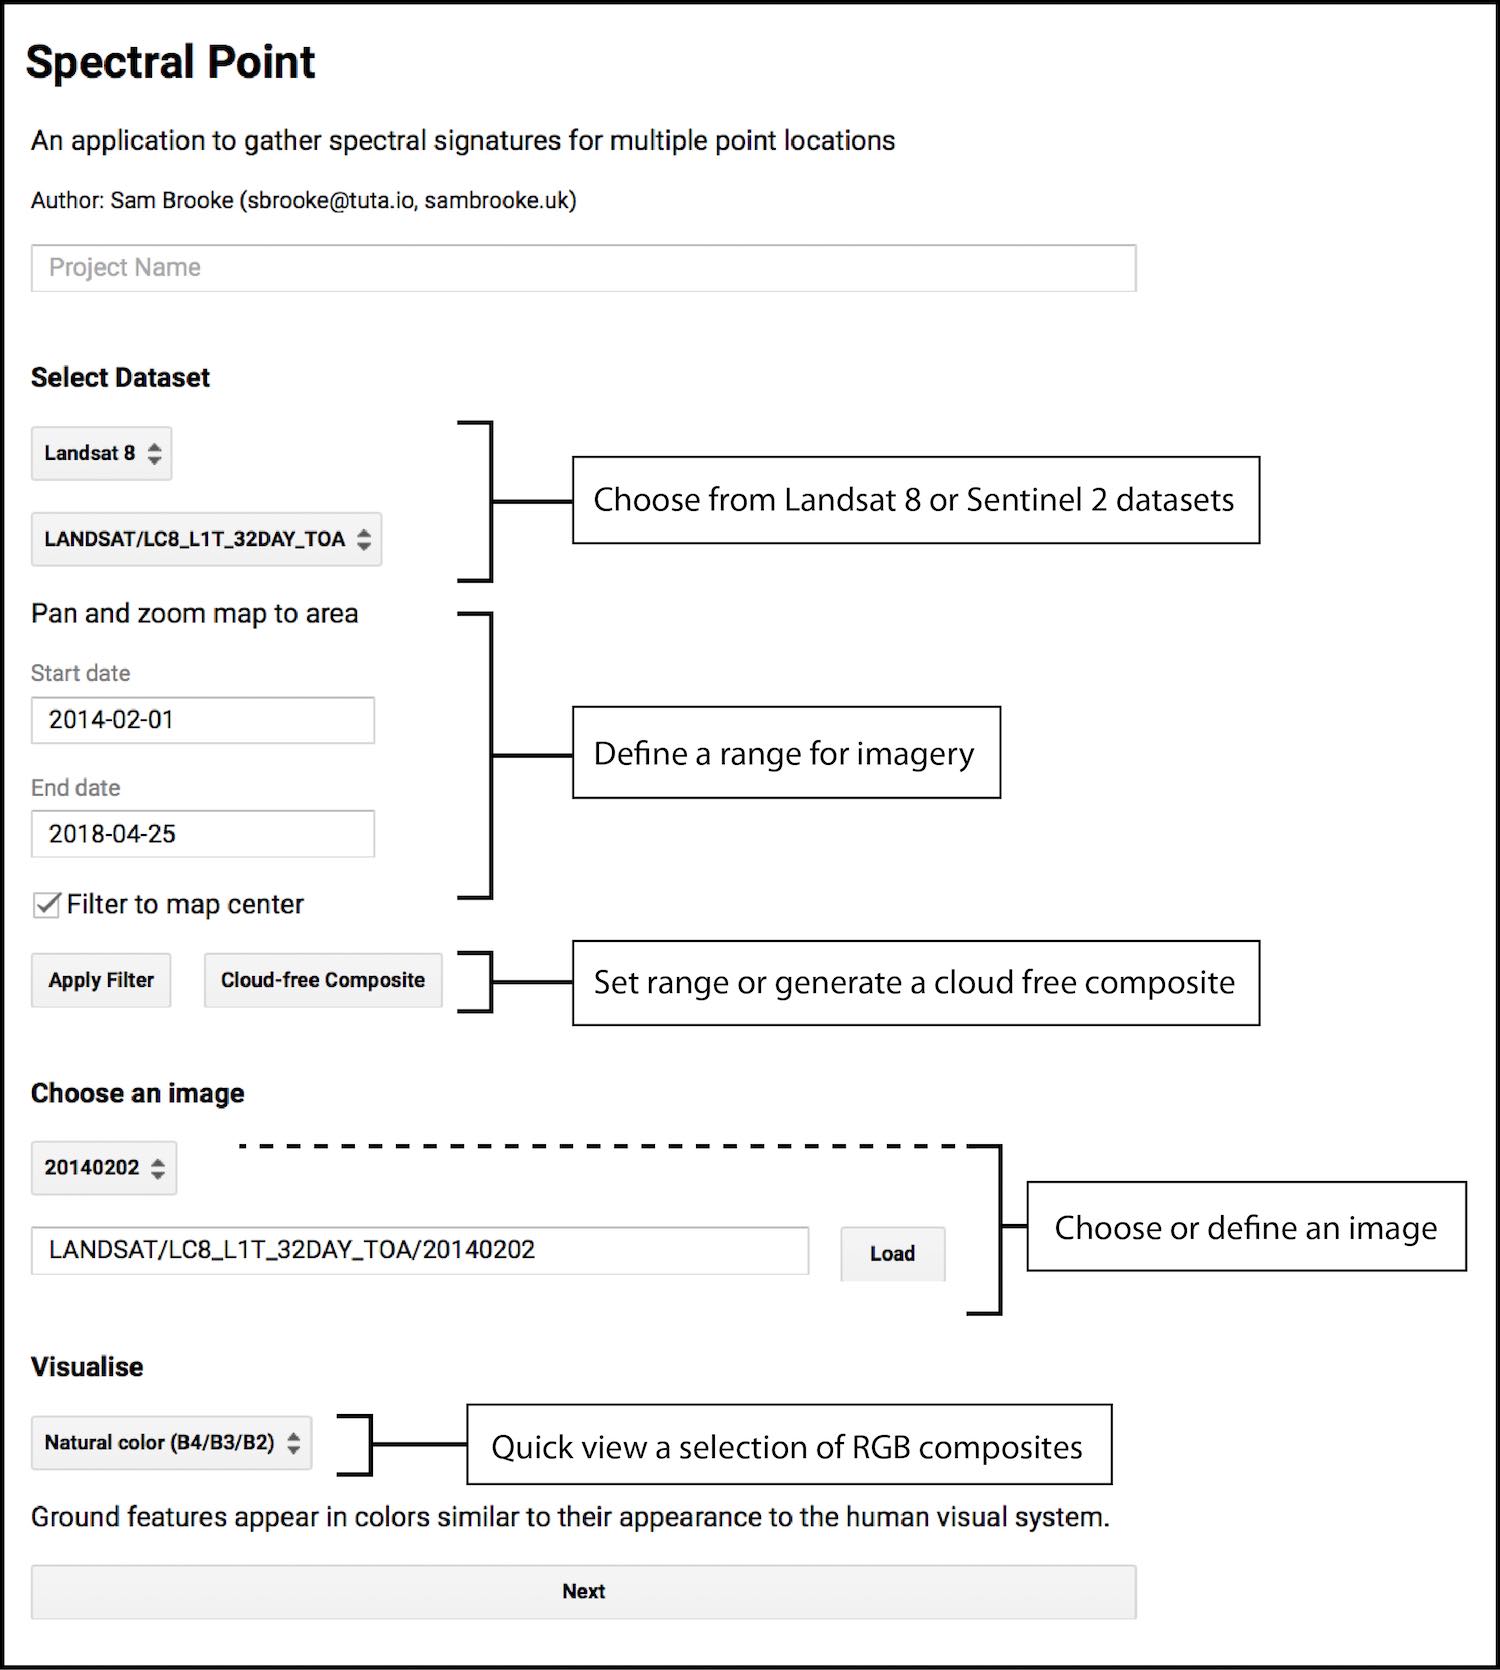 Spectral Point
An application to gather spectral signatures for multiple point locations
Author: Sam Brooke (sbrooke@tuta.io, sambrooke.uk)
Project Name
Select Dataset
Landsat 8
LANDSAT/LC8_L1T_32DAY_TOA
Choose from Landsat 8 or Sentinel 2 datasets
Pan and zoom map to area
Start date
2014-02-01
Define a range for imagery
End date
2018-04-25
Filter to map center
Apply Filter Cloud-free Composite
Set range or generate a cloud free composite
Choose an image
20140202
LANDSAT/LC8_L1T_32DAY_TOA/20140202 Load
Choose or define an image
Visualise
Natural color (B4/B3/B2)
Quick view a selection of RGB composites
Ground features appear in colors similar to their appearance to the human visual system.
Next